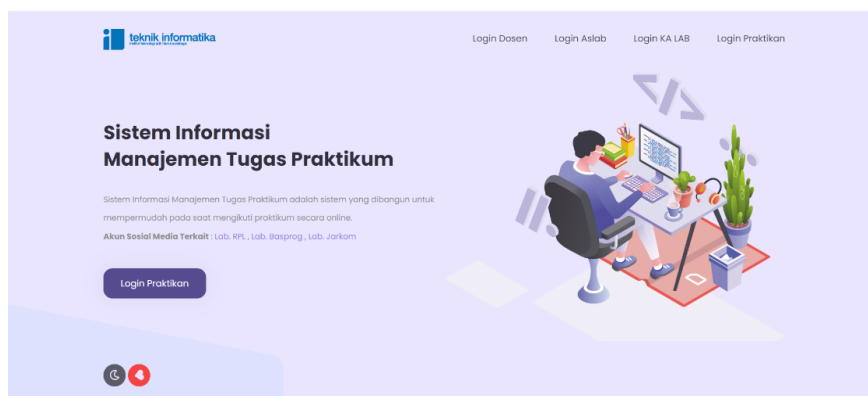 teknik informatika
Login Dosen Login Aslab Login KA LAB Login Praktikan
Sistem Informasi
Manajemen Tugas Praktikum
Sistem Informasi Manajemen Tugas Praktikum adalah sistem yang dibangun untuk
mempermudah pada saat mengikuti praktikum secara online.
Akun Sosial Media Terkait : Lab. RPL , Lab. Basprog , Lab. Jarkom
Login Praktikan